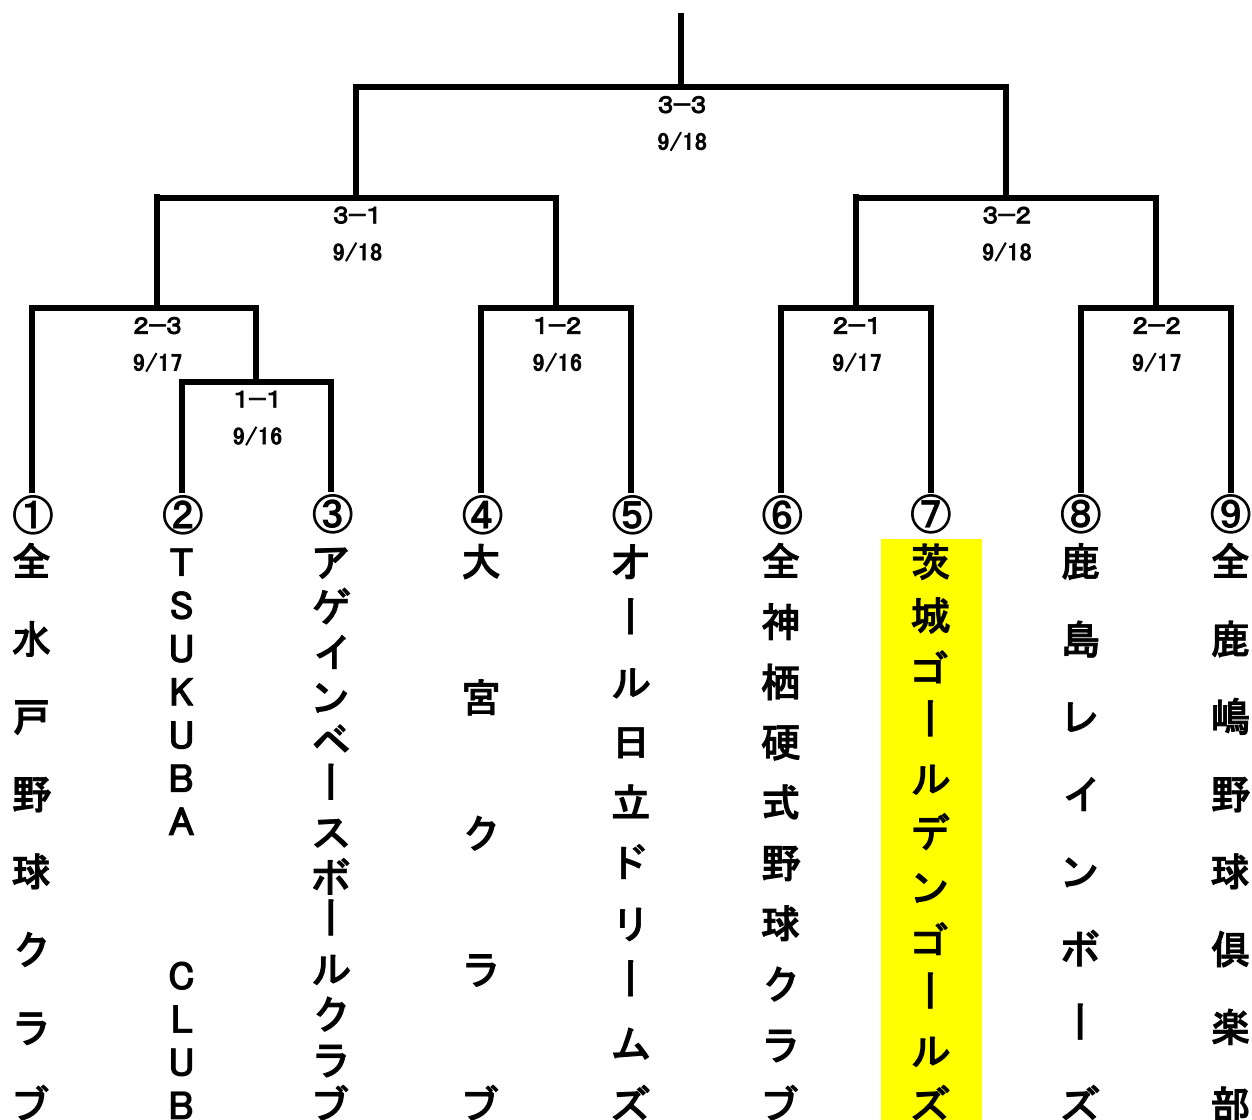 3－3
9/18
3－1
9/18
3－2
9/18
2－3
9/17
1－2
9/16
2－1
9/17
2－2
9/17
1－1
9/16
①全水戸野球クラブ
②TSUKUBA CLUB
③アゲインベースボールクラブ
④大宮クラブ
⑤オール日立ドリームズ
⑥全神栖硬式野球クラブ
⑦茨城ゴールデンゴールズ
⑧鹿島レインボーズ
⑨全鹿嶋野球倶楽部